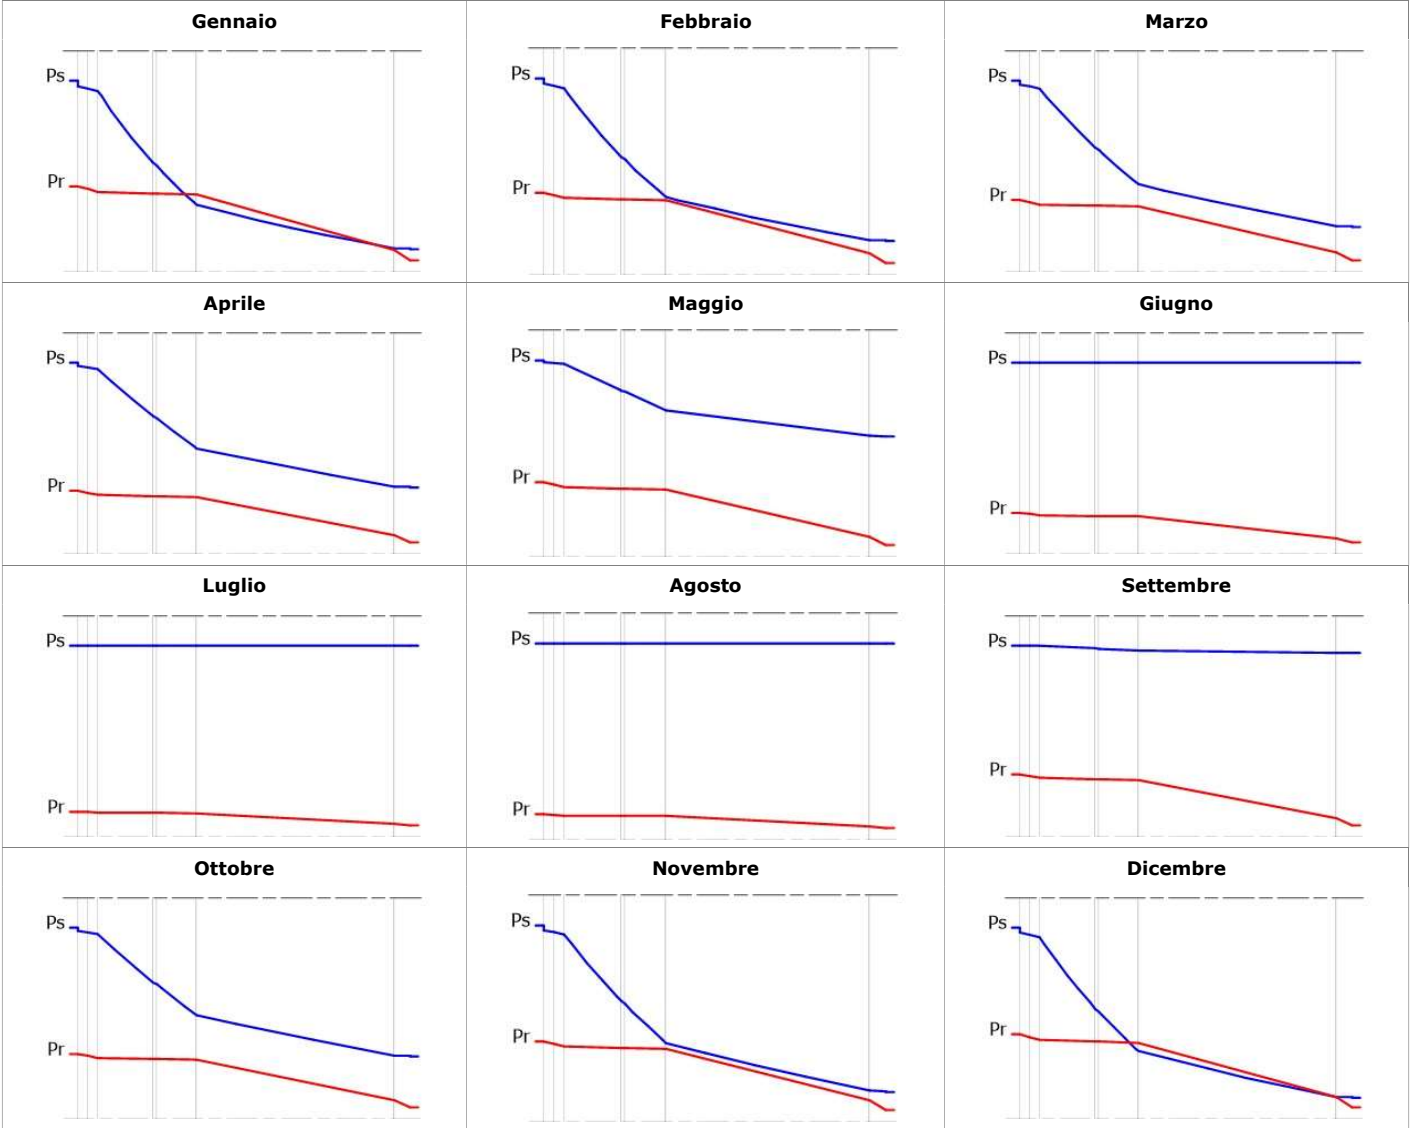 Gennaio
Febbraio
Marzo
Ps
Ps
Ps
Pr
Pr
Pr
Aprile
Maggio
Giugno
Ps
Ps
Ps
Pr
Pr
Pr
Luglio
Agosto
Settembre
Ps
Ps
Ps
Pr
Pr
Pr
Ottobre
Novembre
Dicembre
Ps
Ps
Ps
Pr
Pr
Pr